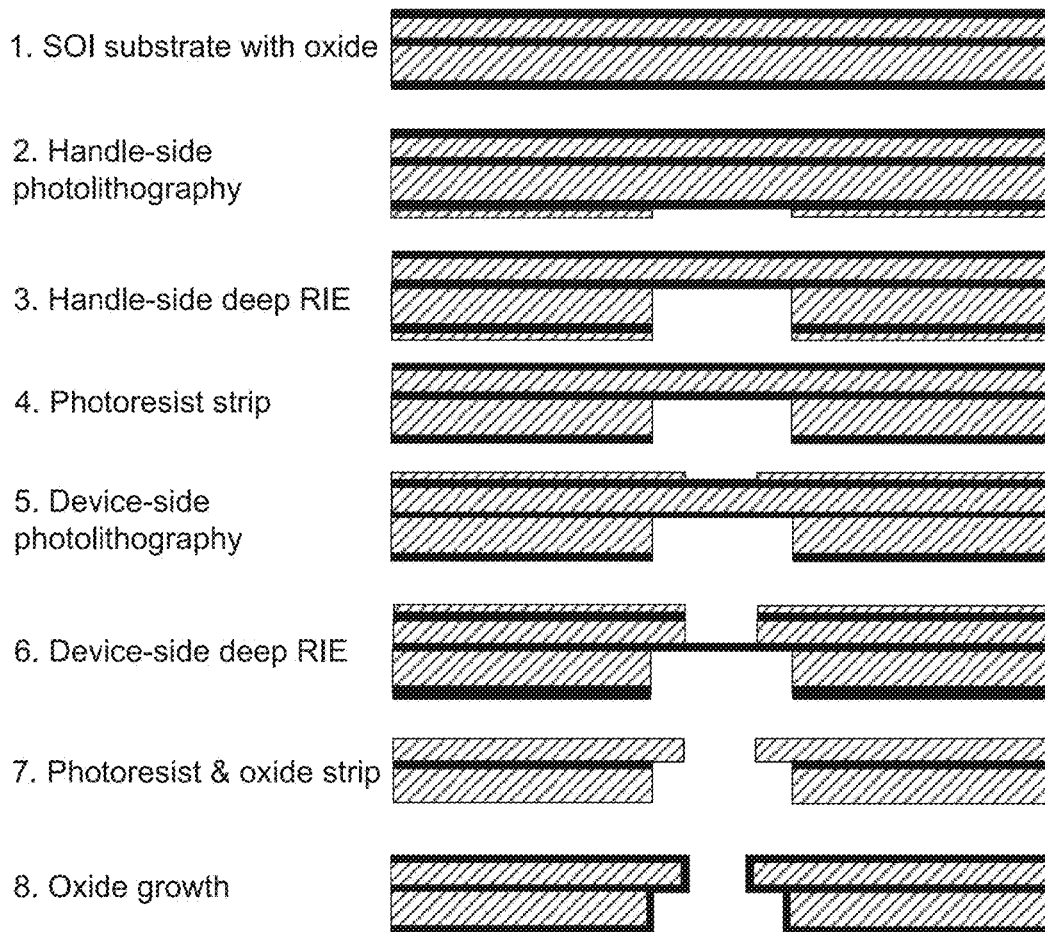 1. SOI substrate with oxide
2. Handle-side
photolithography
3. Handle-side deep RIE
4. Photoresist strip
5. Device-side
photolithography
6. Device-side deep RIE
7. Photoresist & oxide strip
8. Oxide growth